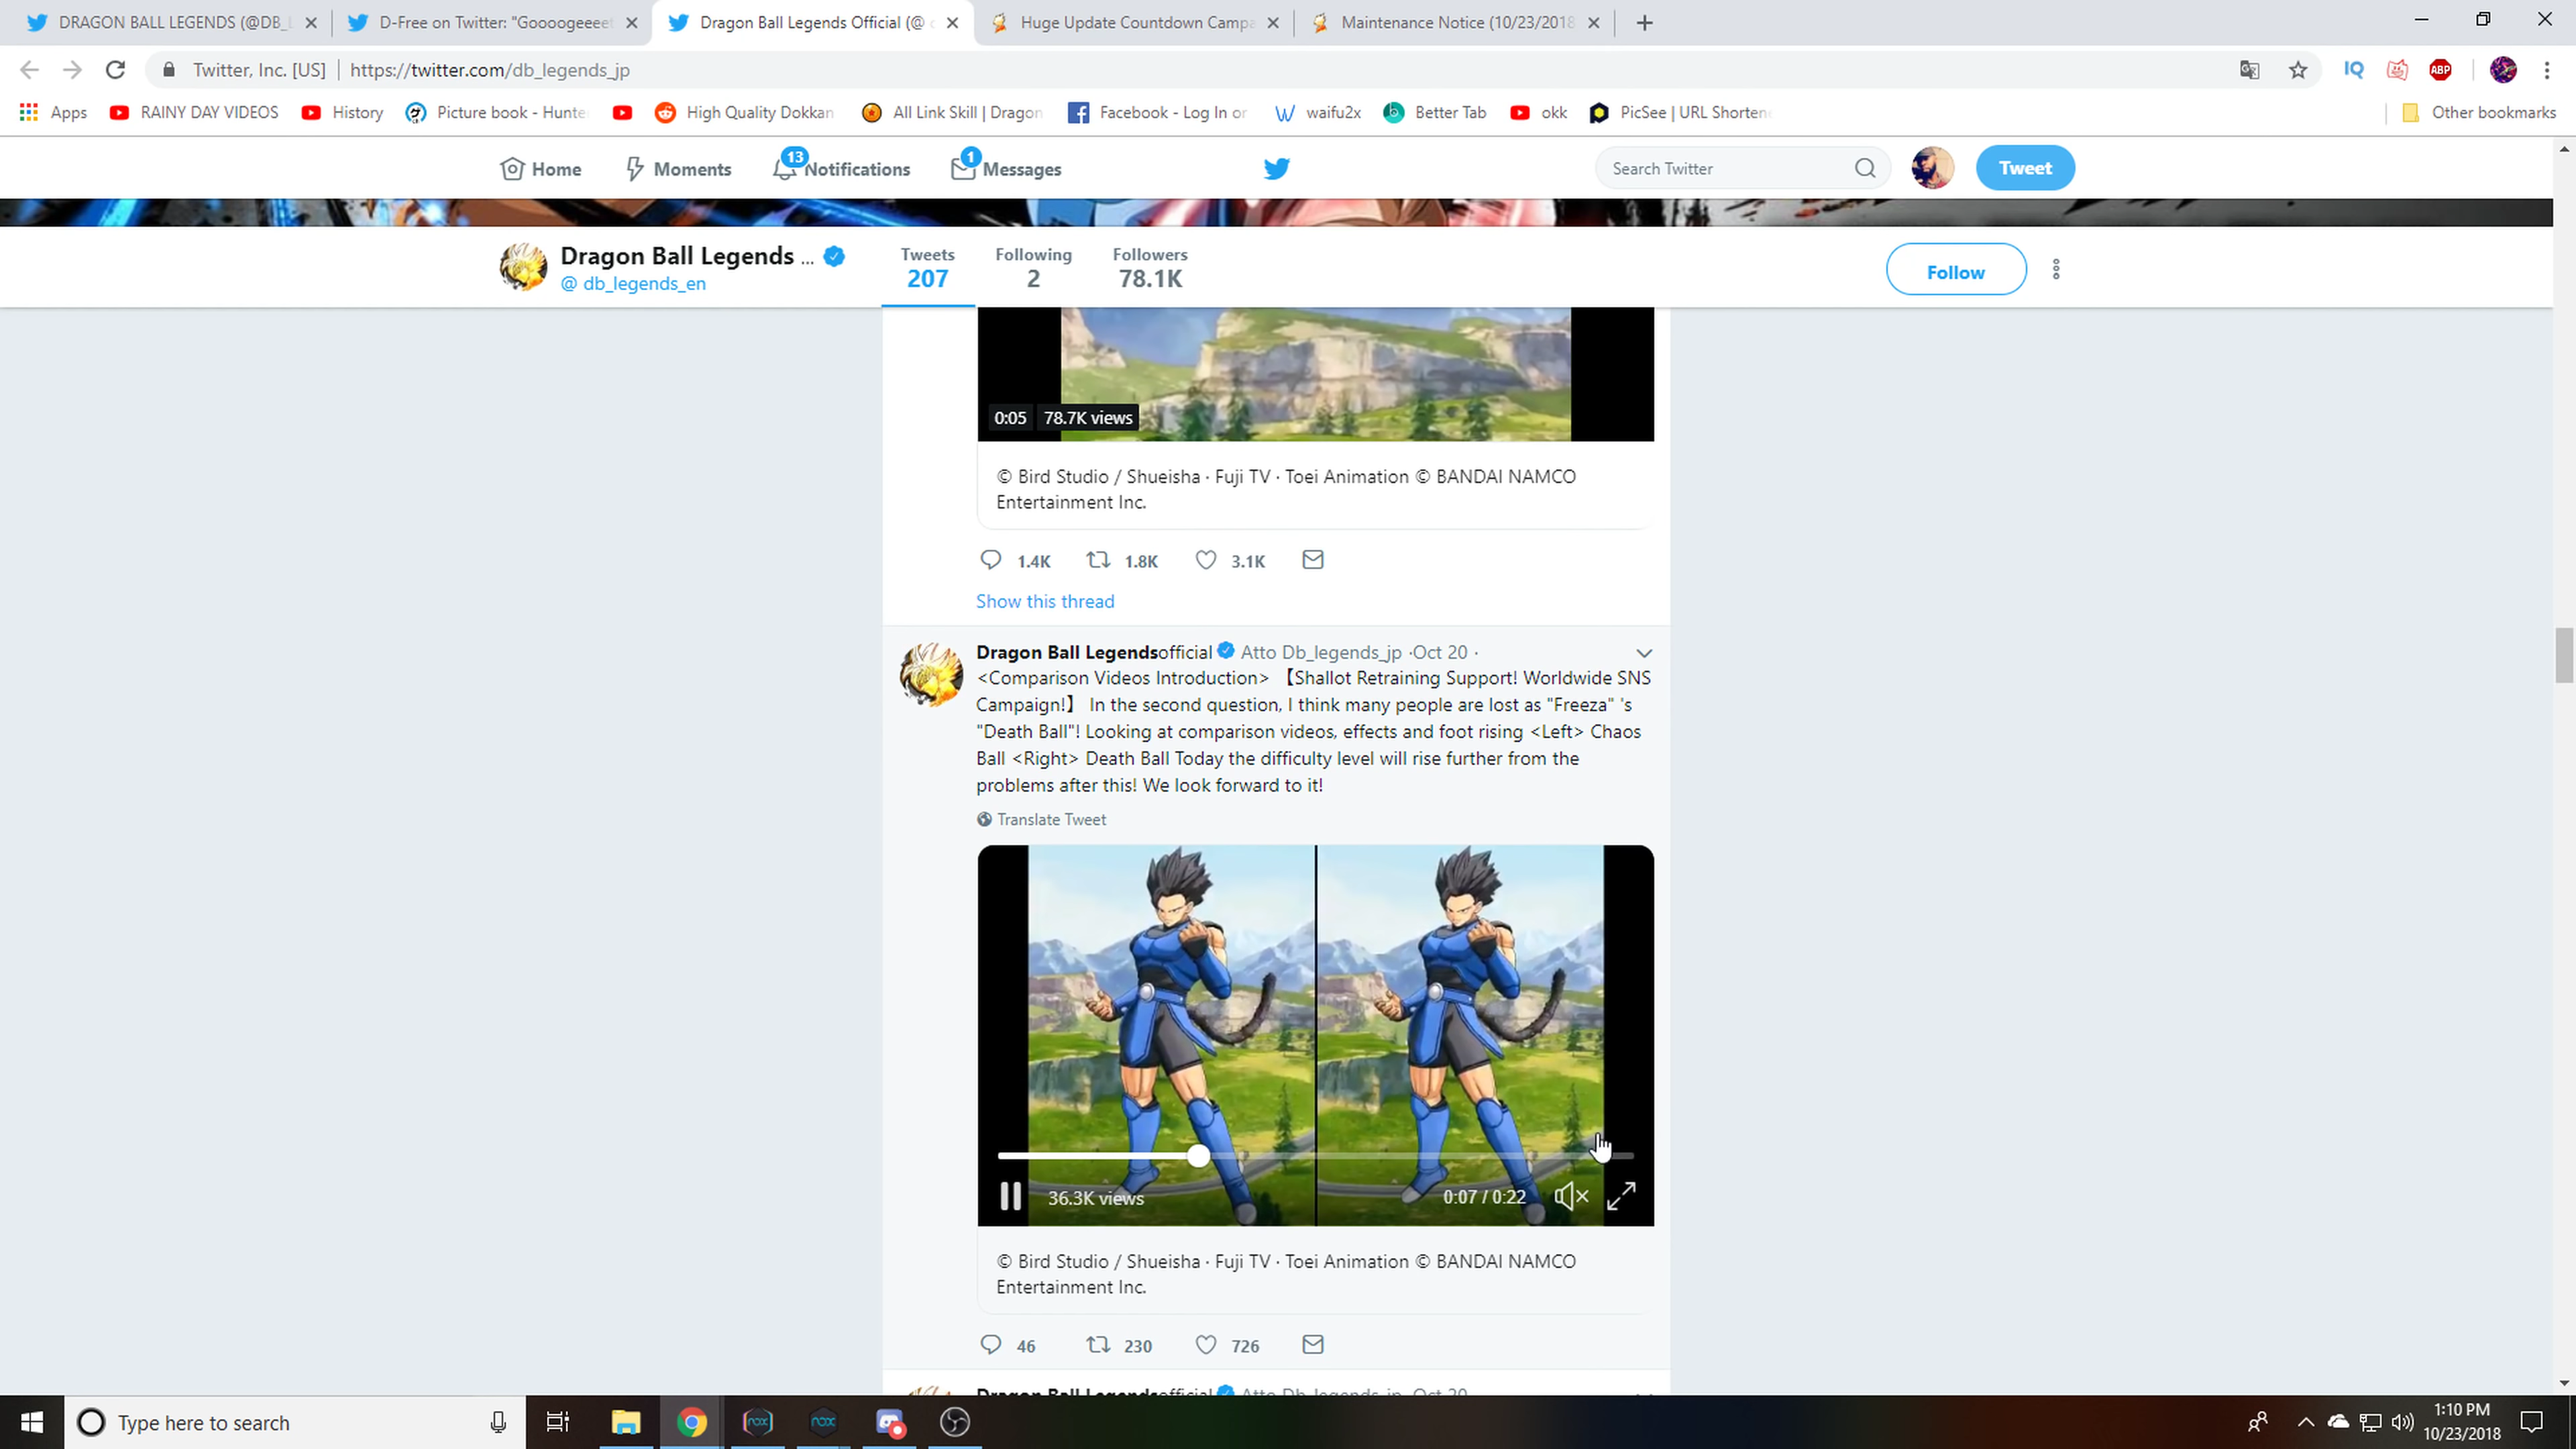 DRAGON BALL LEGENDS (@DB_L
D-Free on Twitter: "Goooogeeeet
Dragon Ball Legends Official (@
Huge Update Countdown Campa
Maintenance Notice (10/23/2018
Twitter, Inc. [US] | https://twitter.com/db_legends_jp
IQ
ABP
Apps RAINY DAY VIDEOS History Picture book - Hunte High Quality Dokkan All Link Skill | Dragon Facebook - Log In or waifu2x Better Tab okk PicSee | URL Shortene Other bookmarks
Home Moments 13 Notifications 1 Messages Search Twitter Tweet
Dragon Ball Legends ...
@ db_legends_en
Tweets
207
Following
2
Followers
78.1K
Follow
0:05 78.7K views
© Bird Studio / Shueisha · Fuji TV · Toei Animation © BANDAI NAMCO
Entertainment Inc.
1.4K 1.8K 3.1K
Show this thread
Dragon Ball Legendsofficial Atto Db_legends_jp ·Oct 20 ·
<Comparison Videos Introduction> 【Shallot Retraining Support! Worldwide SNS
Campaign!】 In the second question, I think many people are lost as "Freeza" 's
"Death Ball"! Looking at comparison videos, effects and foot rising <Left> Chaos
Ball <Right> Death Ball Today the difficulty level will rise further from the
problems after this! We look forward to it!
Translate Tweet
36.3K views 0:07 / 0:22
© Bird Studio / Shueisha · Fuji TV · Toei Animation © BANDAI NAMCO
Entertainment Inc.
46 230 726
Dragon Ball Legendsofficial Atto Db_legends_jp ·Oct 20
Type here to search
nox
nox
1:10 PM
10/23/2018